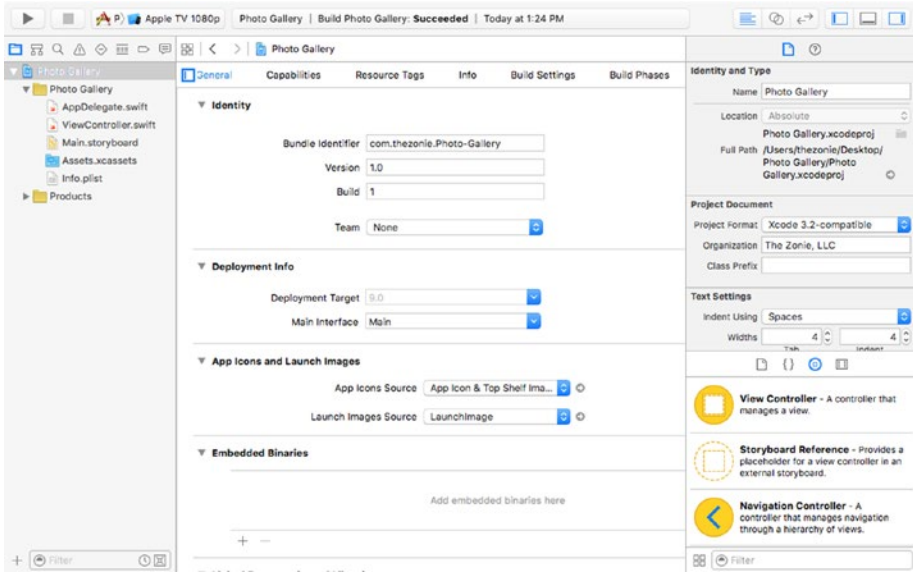 P⟩ Apple TV 1080p
Photo Gallery | Build Photo Gallery: Succeeded | Today at 1:24 PM
Photo Gallery
Photo Gallery
Photo Gallery
AppDelegate.swift
ViewController.swift
Main.storyboard
Assets.xcassets
Info.plist
Products
Filter
General Capabilities Resource Tags Info Build Settings Build Phases
Identity
Bundle Identifier com.thezonie.Photo-Gallery
Version 1.0
Build 1
Team None
Deployment Info
Deployment Target 9.0
Main Interface Main
App Icons and Launch Images
App Icons Source App Icon & Top Shelf Ima...
Launch Images Source LaunchImage
Embedded Binaries
Add embedded binaries here
Identity and Type
Name Photo Gallery
Location Absolute
Photo Gallery.xcodeproj
Full Path /Users/thezonie/Desktop/
Photo Gallery/Photo
Gallery.xcodeproj
Project Document
Project Format Xcode 3.2-compatible
Organization The Zonie, LLC
Class Prefix
Text Settings
Indent Using Spaces
Widths 4 4
Tab Indent
View Controller - A controller that
manages a view.
Storyboard Reference - Provides a
placeholder for a view controller in an
external storyboard.
Navigation Controller - A
controller that manages navigation
through a hierarchy of views.
Filter